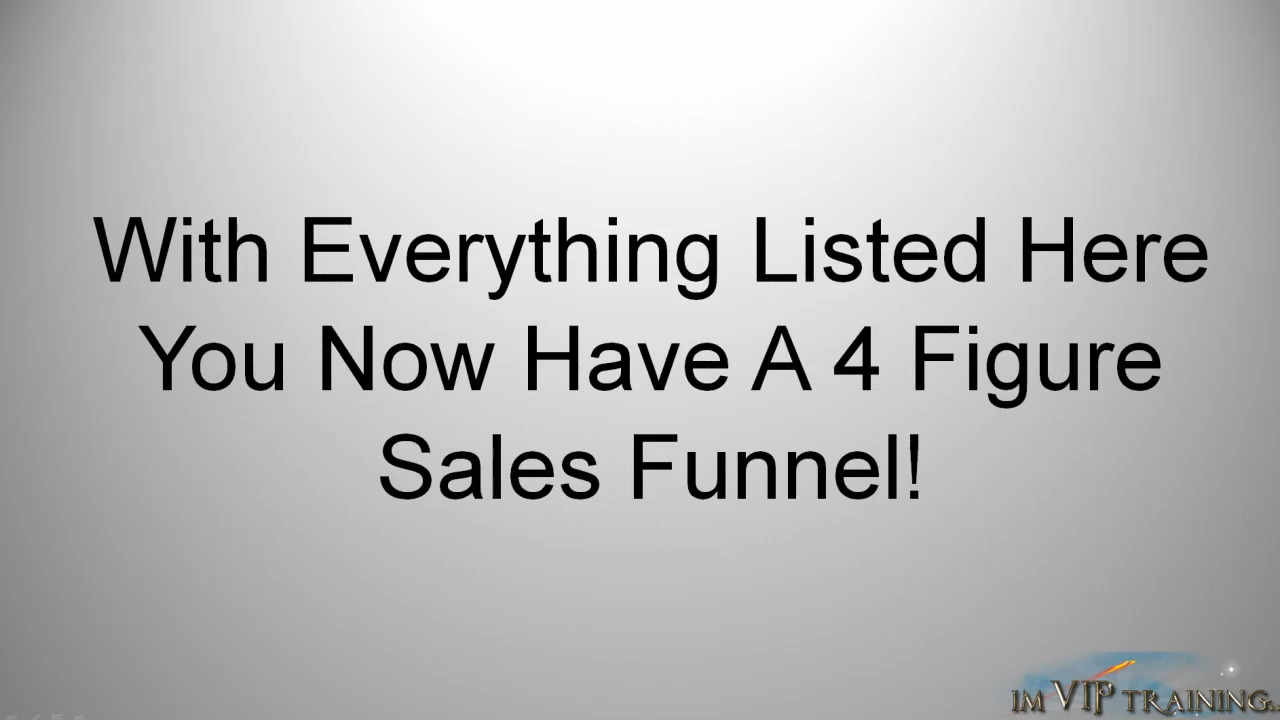 With Everything Listed Here
You Now Have A 4 Figure
Sales Funnel!
IM VIP TRAINING..